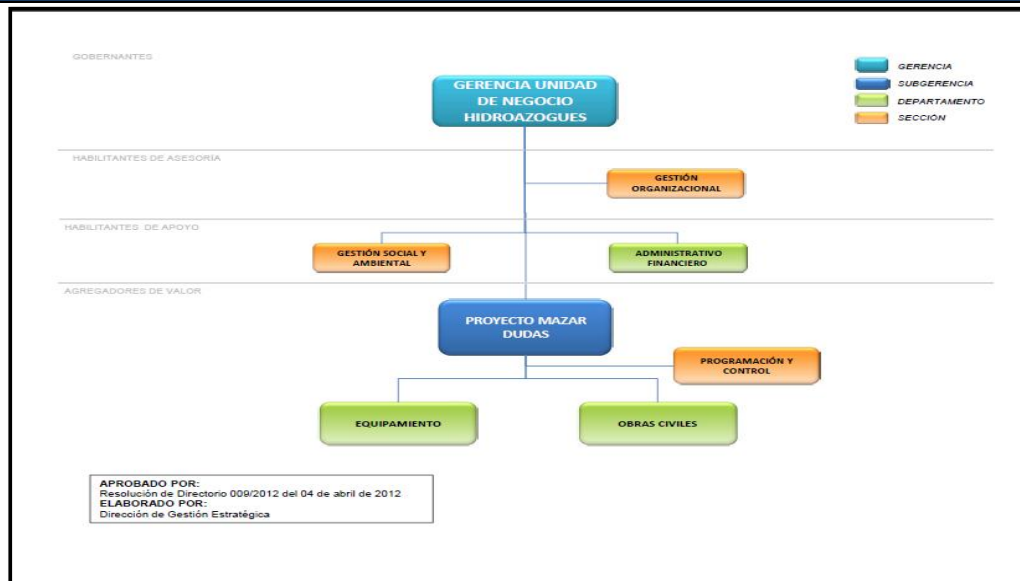 GOBERNANTES
GERENCIA UNIDAD
DE NEGOCIO
HIDROAZOGUES
GERENCIA
SUBGERENCIA
DEPARTAMENTO
SECCIÓN
HABILITANTES DE ASESORÍA
GESTIÓN
ORGANIZACIONAL
HABILITANTES DE APOYO
GESTIÓN SOCIAL Y
AMBIENTAL
ADMINISTRATIVO
FINANCIERO
AGREGADORES DE VALOR
PROYECTO MAZAR
DUDAS
PROGRAMACIÓN Y
CONTROL
EQUIPAMIENTO
OBRAS CIVILES
APROBADO POR:
Resolución de Directorio 009/2012 del 04 de abril de 2012
ELABORADO POR:
Dirección de Gestión Estratégica